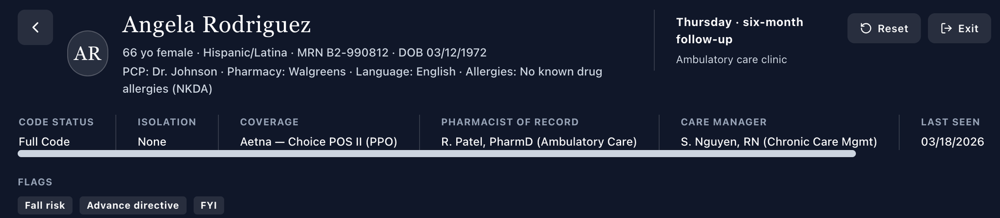 Angela Rodriguez
AR
66 yo female · Hispanic/Latina · MRN B2-990812 · DOB 03/12/1972
PCP: Dr. Johnson · Pharmacy: Walgreens · Language: English · Allergies: No known drug
allergies (NKDA)
Thursday · six-month
follow-up
Ambulatory care clinic
Reset
Exit
CODE STATUS
Full Code
ISOLATION
None
COVERAGE
Aetna — Choice POS II (PPO)
PHARMACIST OF RECORD
R. Patel, PharmD (Ambulatory Care)
CARE MANAGER
S. Nguyen, RN (Chronic Care Mgmt)
LAST SEEN
03/18/2026
FLAGS
Fall risk
Advance directive
FYI